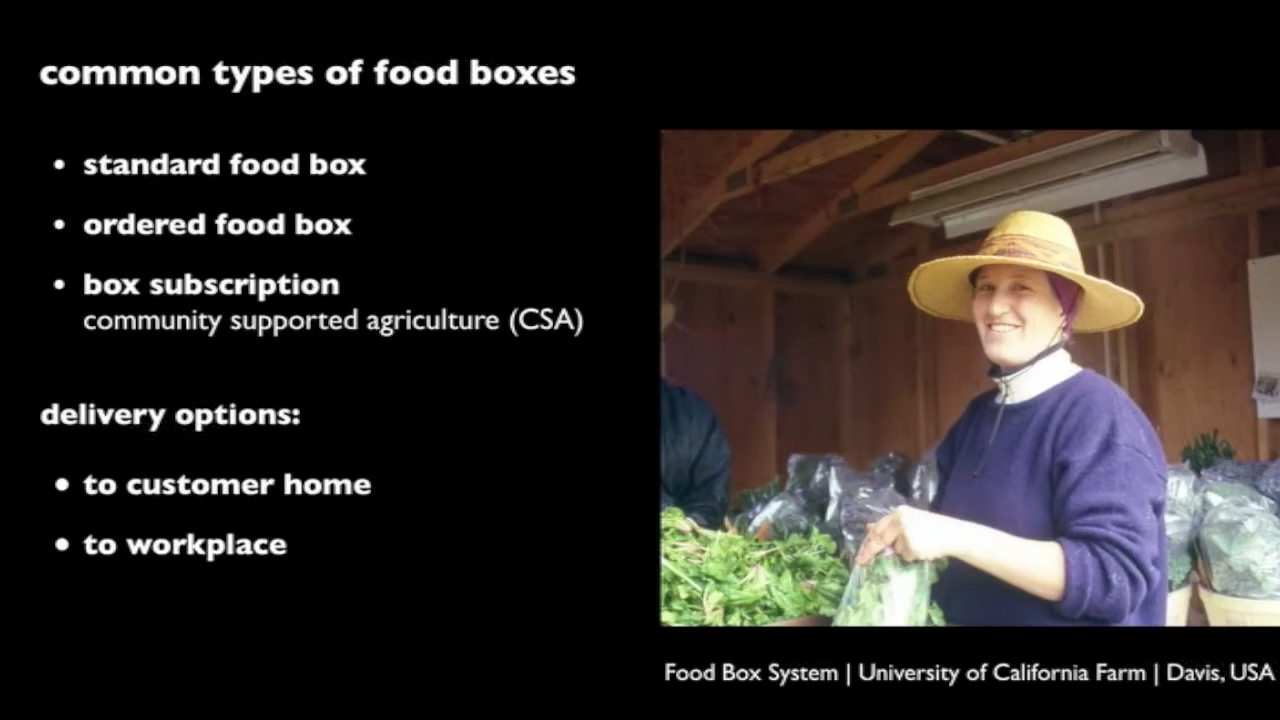 common types of food boxes
• standard food box
• ordered food box
• box subscription
community supported agriculture (CSA)
delivery options:
• to customer home
• to workplace
Food Box System | University of California Farm | Davis, USA